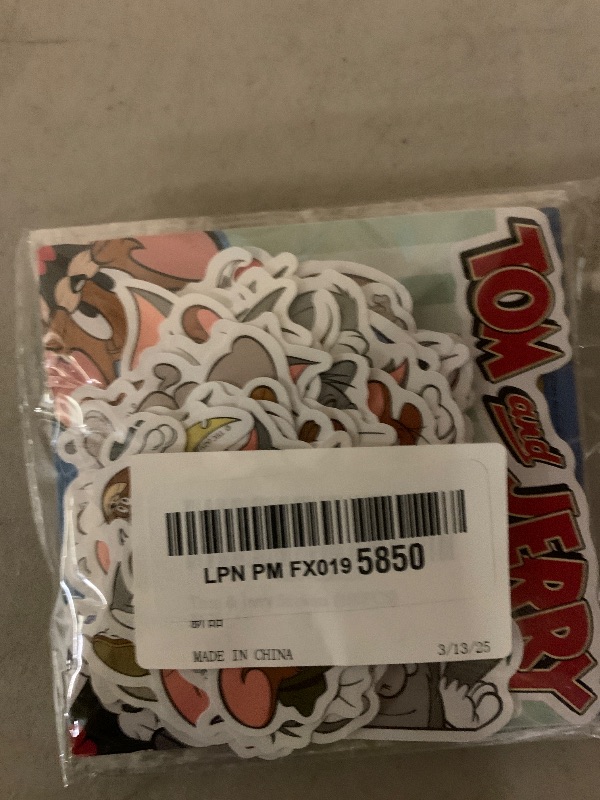 TOM
and
JERRY
LPN PM FX019 5850
MADE IN CHINA
3/13/25